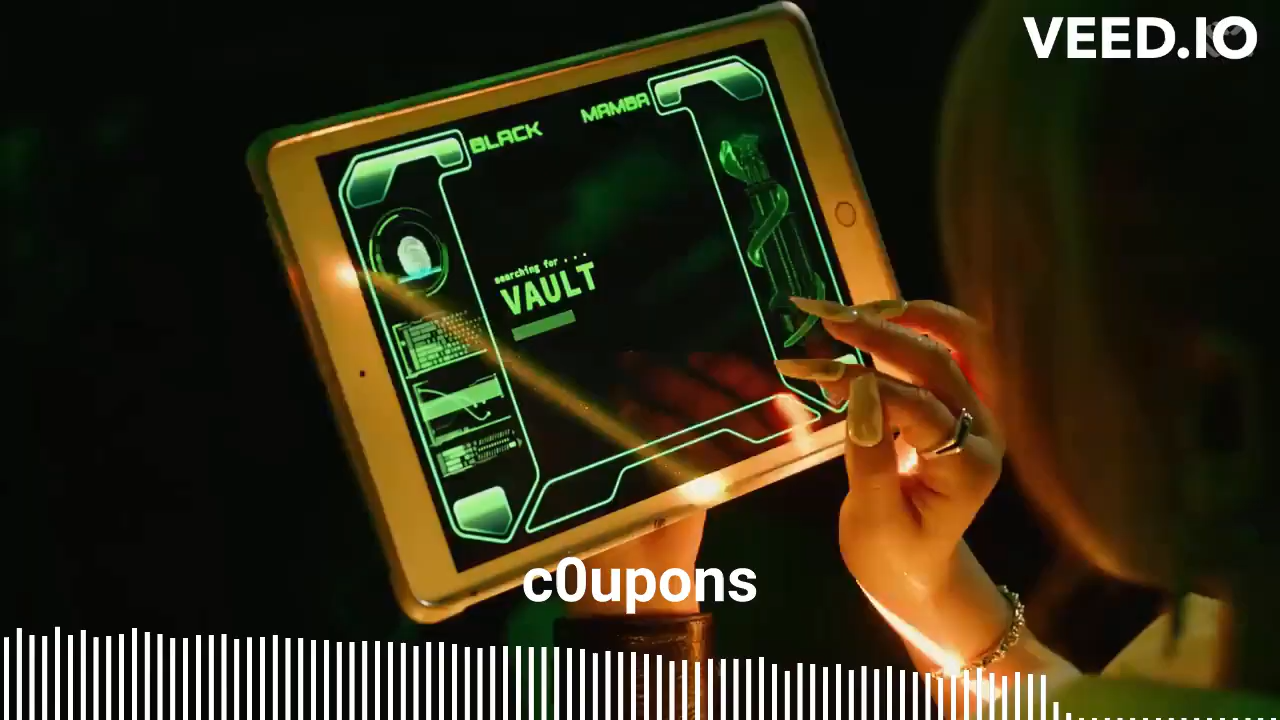 VEED.IO
BLACK MAMBA
searching for ...
VAULT
c0upons